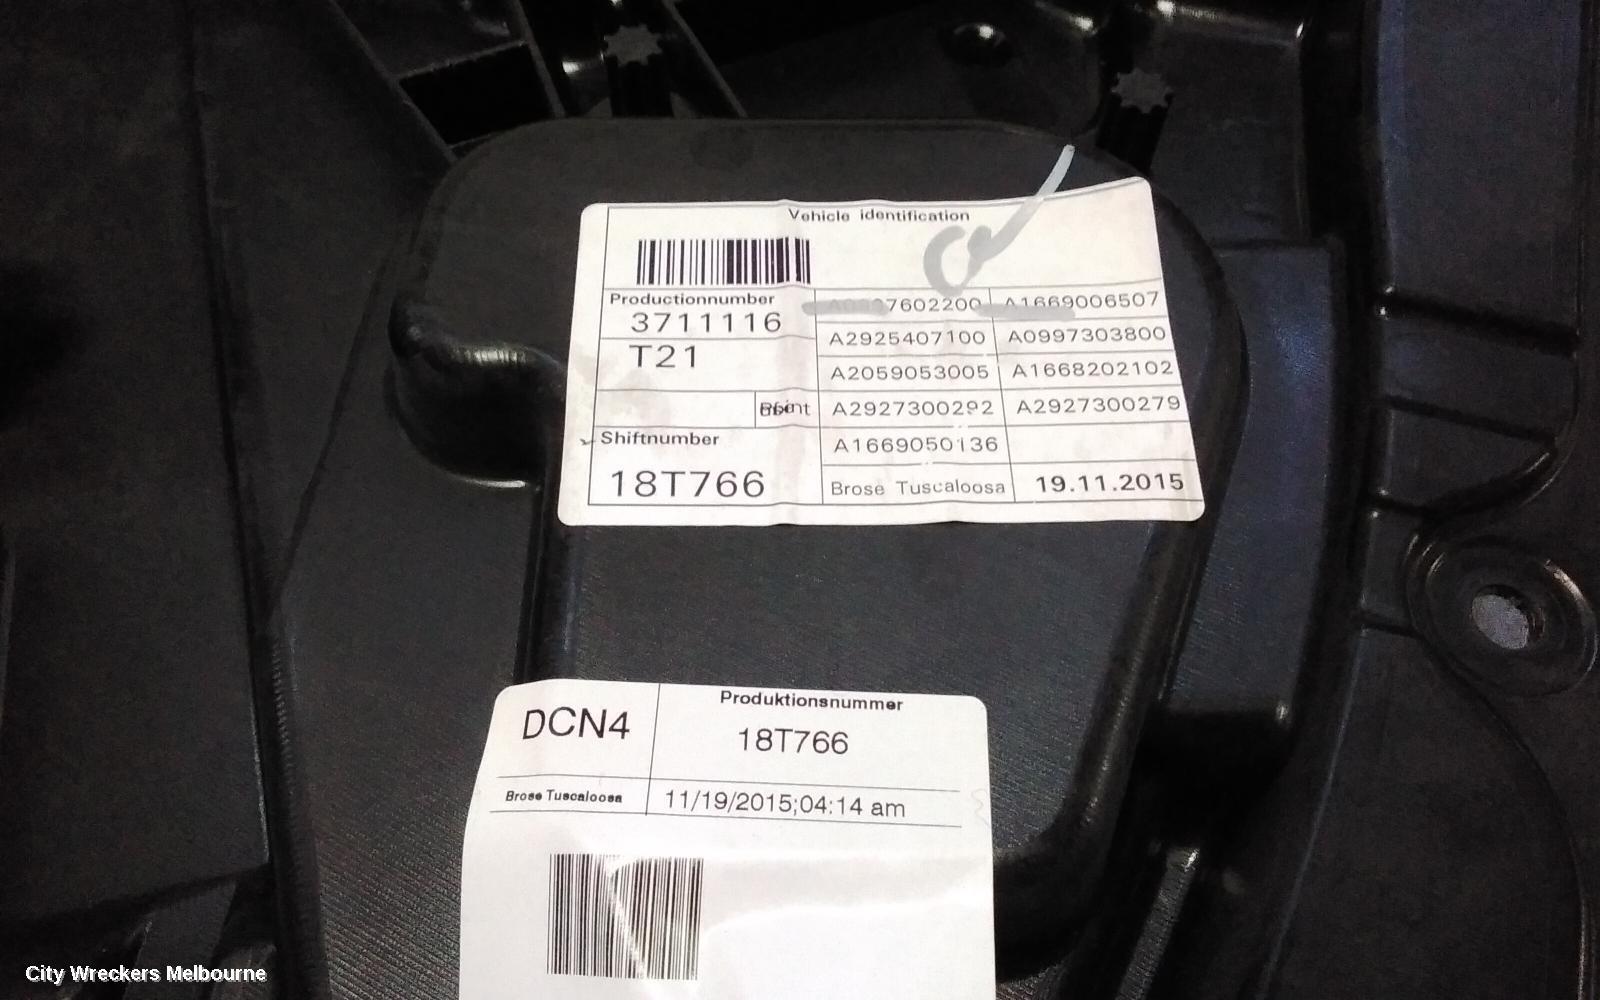 Vehicle identification
Productionnumber
3711116
T21
Shiftnumber
18T766
7602200 A1669006507
A2925407100 A0997303800
A2059053005 A1668202102
A2927300292 A2927300279
A1669050136
Brose Tuscaloosa 19.11.2015
DCN4
Produktionsnummer
18T766
Brose Tuscaloosa
11/19/2015;04:14 am
City Wreckers Melbourne